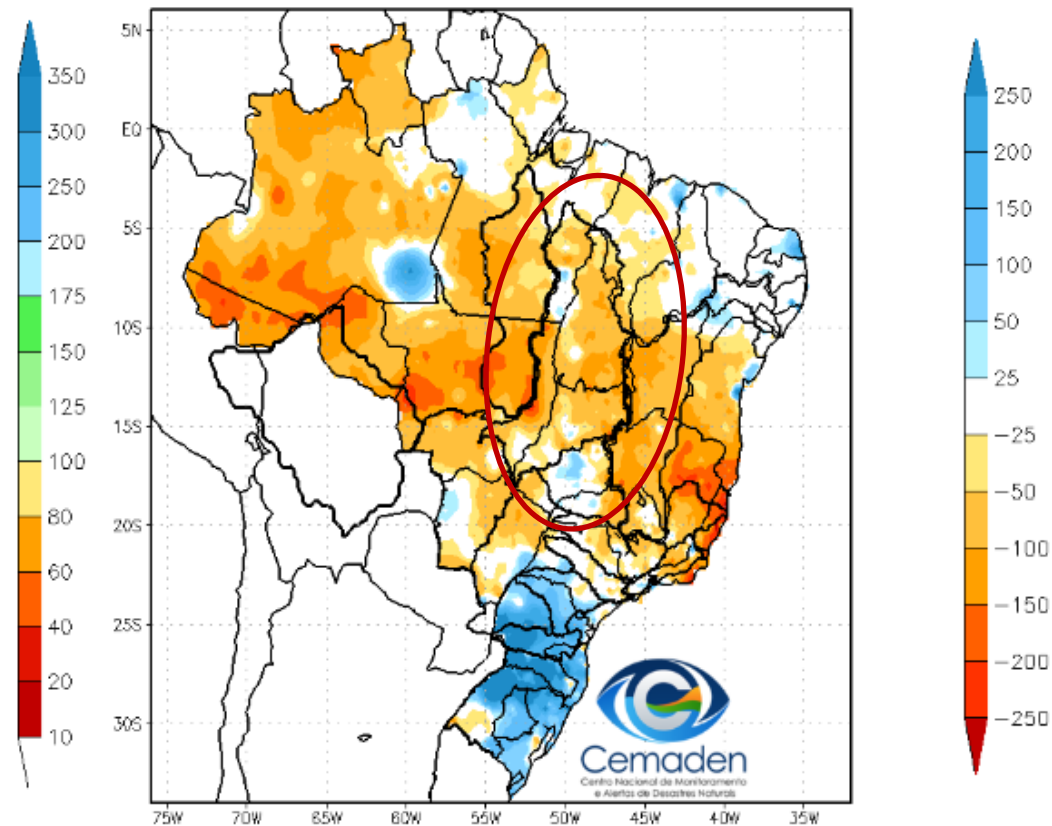 350
300
250
200
175
150
125
100
80
60
40
20
10
5N
EQ
5S
10S
15S
20S
25S
30S
75W
70W
65W
60W
55W
50W
45W
40W
35W
Cemaden
Centro Nacional de Monitoramento
e Alertas de Desastres Naturais
250
200
150
100
50
25
−25
−50
−100
−150
−200
−250